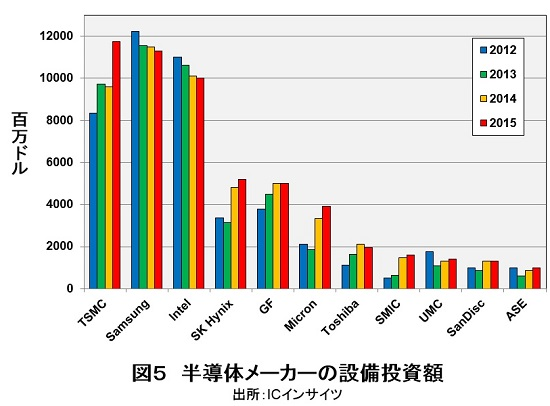 12000
10000
8000
6000
4000
2000
0
百万ドル
2012
2013
2014
2015
TSMC
Samsung
Intel
SK Hynix
GF
Micron
Toshiba
SMIC
UMC
SanDisc
ASE
図5 半導体メーカーの設備投資額
出所：ICインサイツ